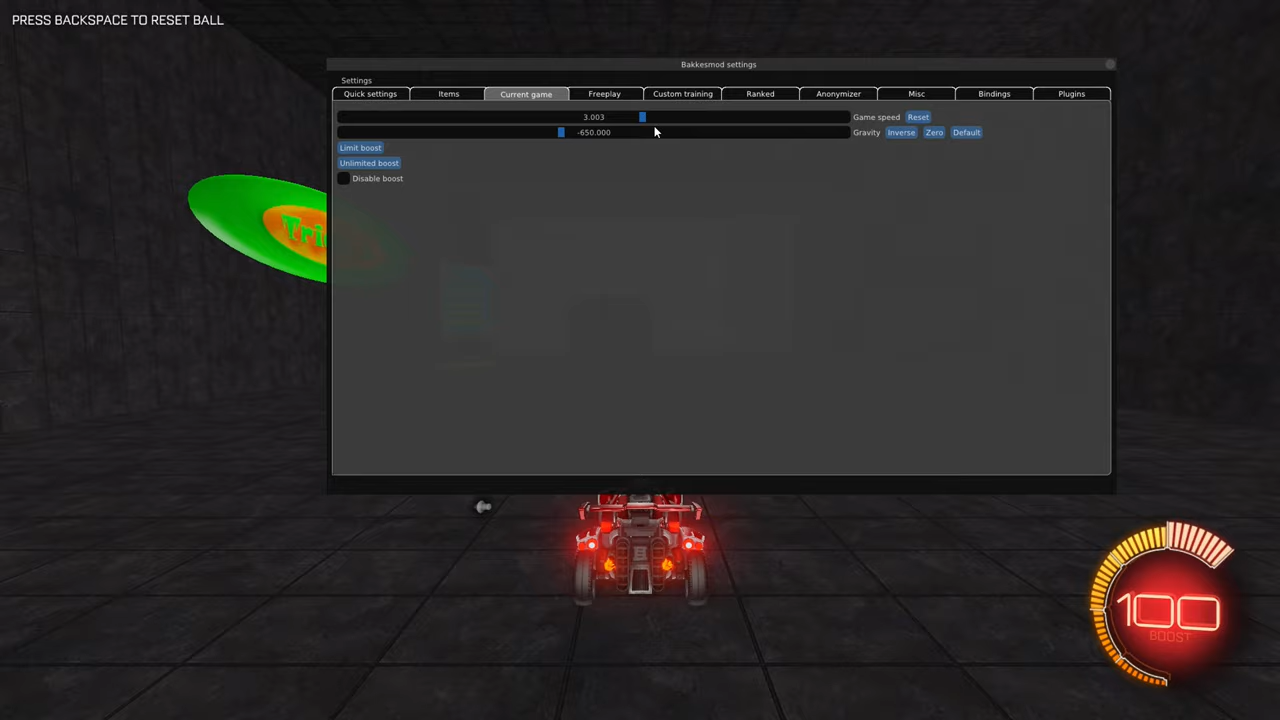 PRESS BACKSPACE TO RESET BALL
Bakkesmod settings
Settings
Quick settings Items Current game Freeplay Custom training Ranked Anonymizer Misc Bindings Plugins
3.003 Game speed Reset
-650.000 Gravity Inverse Zero Default
Limit boost
Unlimited boost
Disable boost
100
BOOST